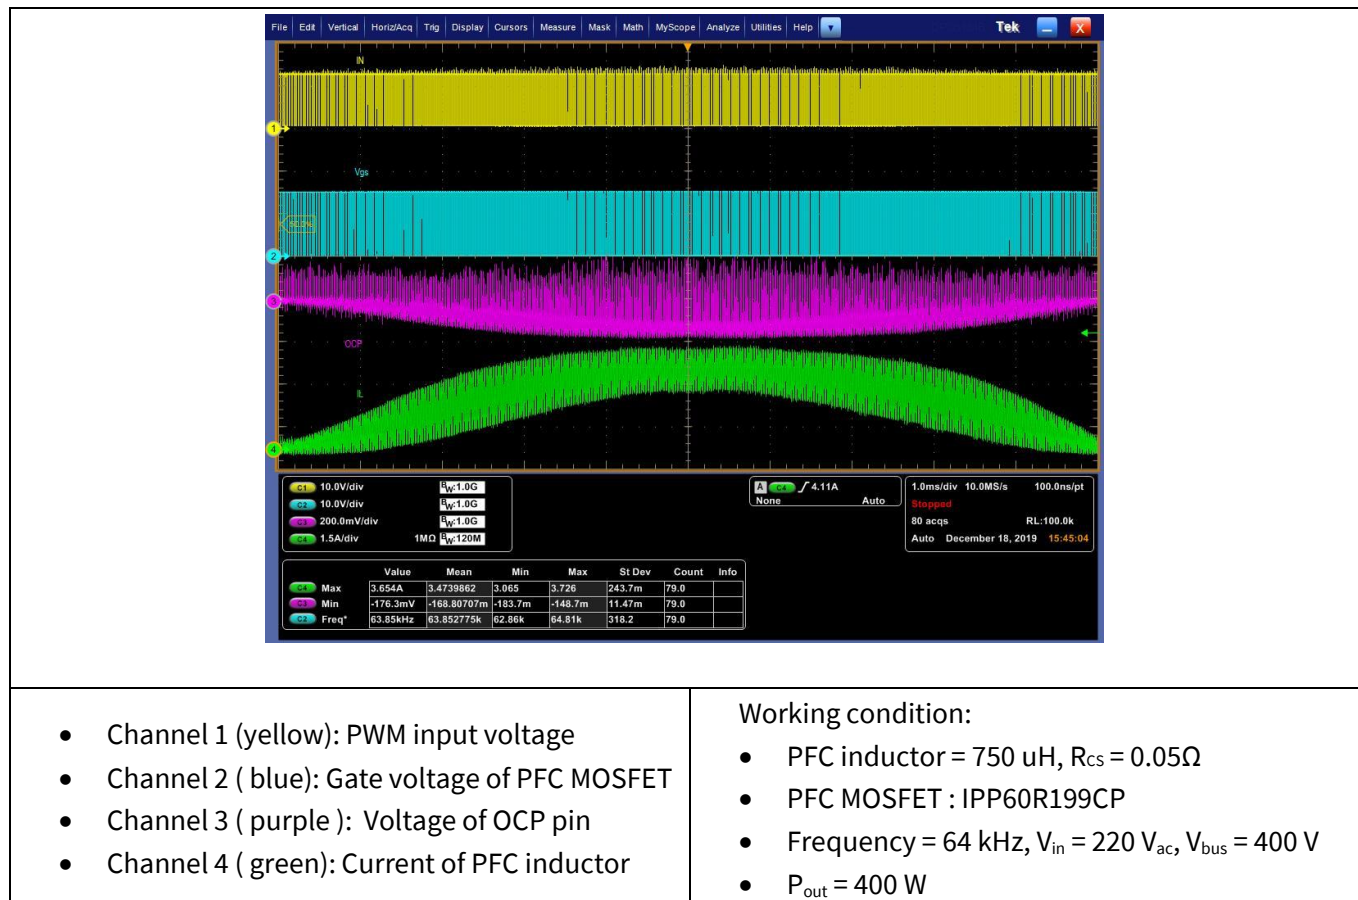 File Edit Vertical Horiz/Acq Trig Display Cursors Measure Mask Math MyScope Analyze Utilities Help Tek X
IN
1
Vgs
50.0%
2
3
OCP
IL
4
C1 10.0V/div BW:1.0G
C2 10.0V/div BW:1.0G
C3 200.0mV/div BW:1.0G
C4 1.5A/div 1MΩ BW:120M
A C4 4.11A
None Auto
1.0ms/div 10.0MS/s 100.0ns/pt
Stopped
80 acqs RL:100.0k
Auto December 18, 2019 15:45:04
Value Mean Min Max St Dev Count Info
C4 Max 3.654A 3.4739862 3.065 3.726 243.7m 79.0
C3 Min -176.3mV -168.80707m -183.7m -148.7m 11.47m 79.0
C2 Freq* 63.85kHz 63.852775k 62.86k 64.81k 318.2 79.0
• Channel 1 (yellow): PWM input voltage
• Channel 2 ( blue): Gate voltage of PFC MOSFET
• Channel 3 ( purple ): Voltage of OCP pin
• Channel 4 ( green): Current of PFC inductor
Working condition:
• PFC inductor = 750 uH, RCS = 0.05Ω
• PFC MOSFET : IPP60R199CP
• Frequency = 64 kHz, Vin = 220 Vac, Vbus = 400 V
• Pout = 400 W